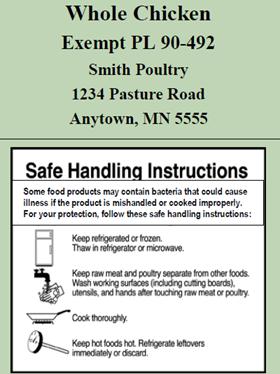 Whole Chicken
Exempt PL 90-492
Smith Poultry
1234 Pasture Road
Anytown, MN 5555
Safe Handling Instructions
Some food products may contain bacteria that could cause
illness if the product is mishandled or cooked improperly.
For your protection, follow these safe handling instructions:
Keep refrigerated or frozen.
Thaw in refrigerator or microwave.
Keep raw meat and poultry separate from other foods.
Wash working surfaces (including cutting boards),
utensils, and hands after touching raw meat or poultry.
Cook thoroughly.
Keep hot foods hot. Refrigerate leftovers
immediately or discard.